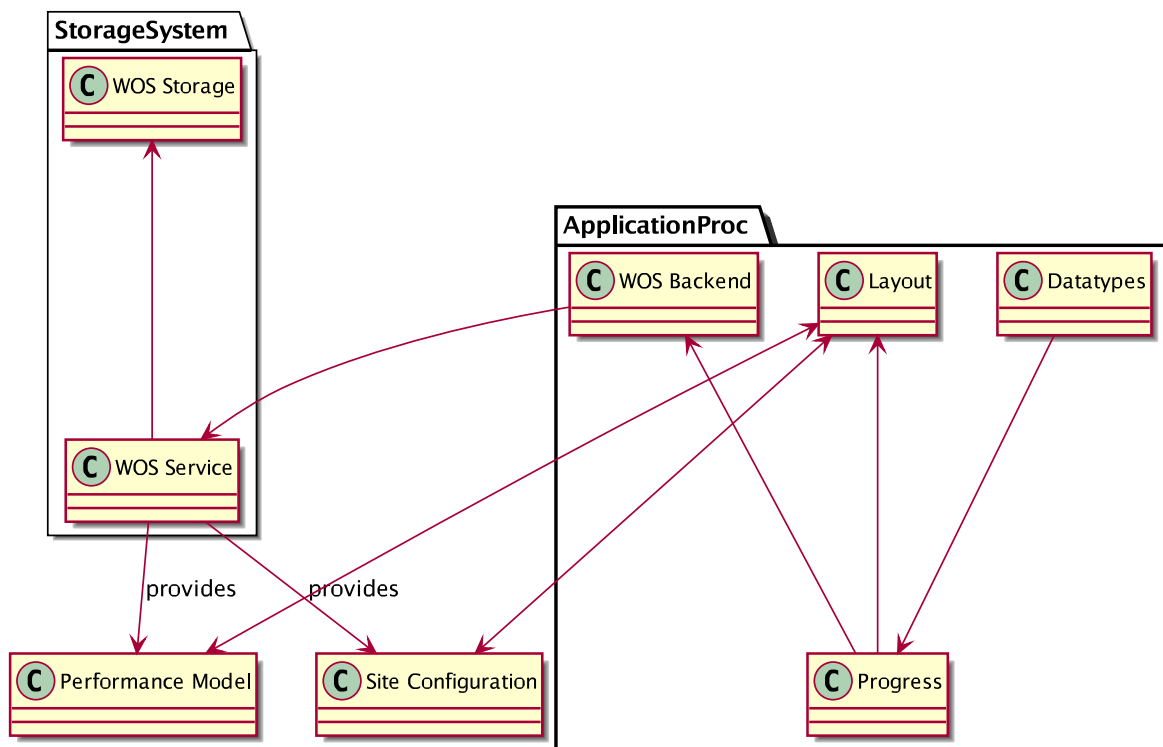 StorageSystem
C WOS Storage
ApplicationProc
C WOS Backend
C Layout
C Datatypes
C WOS Service
provides
provides
C Performance Model
C Site Configuration
C Progress